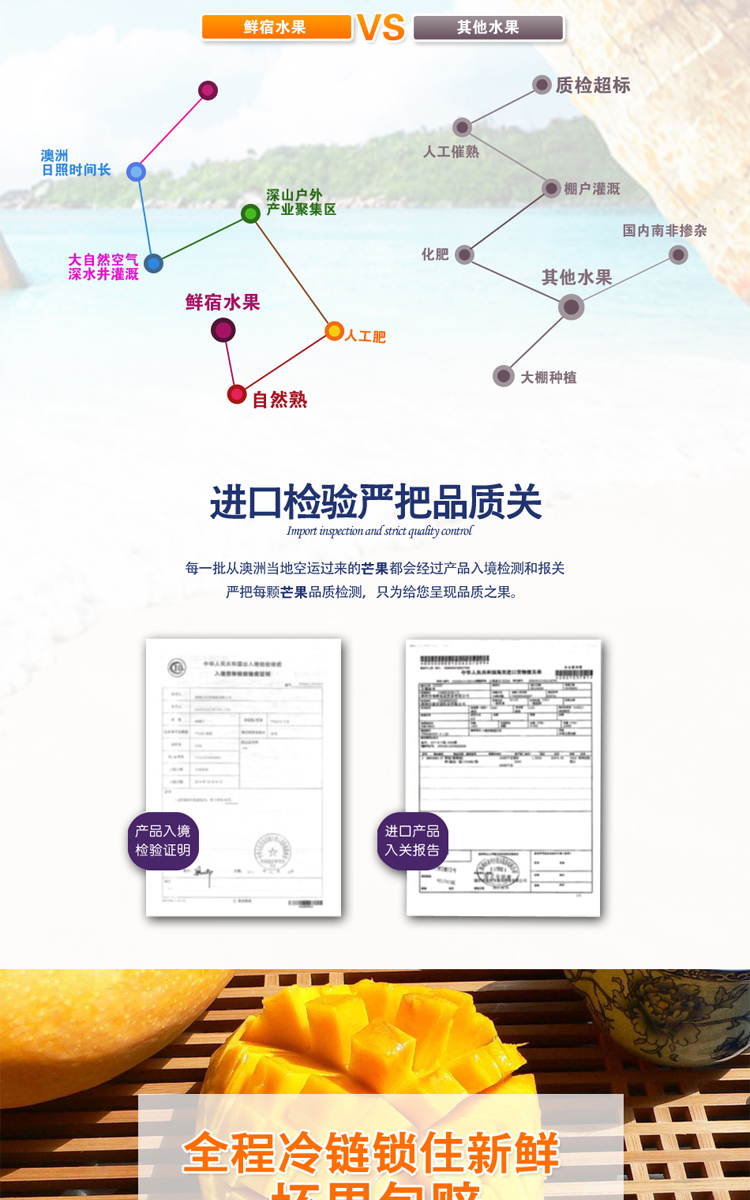 鲜宿水果
VS
其他水果
澳洲
日照时间长
深山户外
产业聚集区
大自然空气
深水井灌溉
鲜宿水果
人工肥
自然熟
质检超标
人工催熟
棚户灌溉
国内南非掺杂
化肥
其他水果
大棚种植
进口检验严把品质关
Import inspection and strict quality control
每一批从澳洲当地空运过来的芒果都会经过产品入境检测和报关
严把每颗芒果品质检测，只为给您呈现品质之果。
产品入境
检验证明
进口产品
入关报告
全程冷链锁住新鲜
坏果包赔